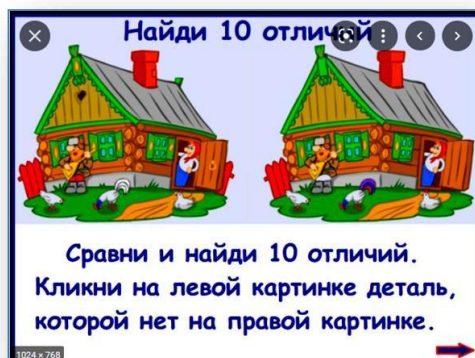 Найди 10 отличий
Сравни и найди 10 отличий.
Кликни на левой картинке деталь,
которой нет на правой картинке.
1024 × 768